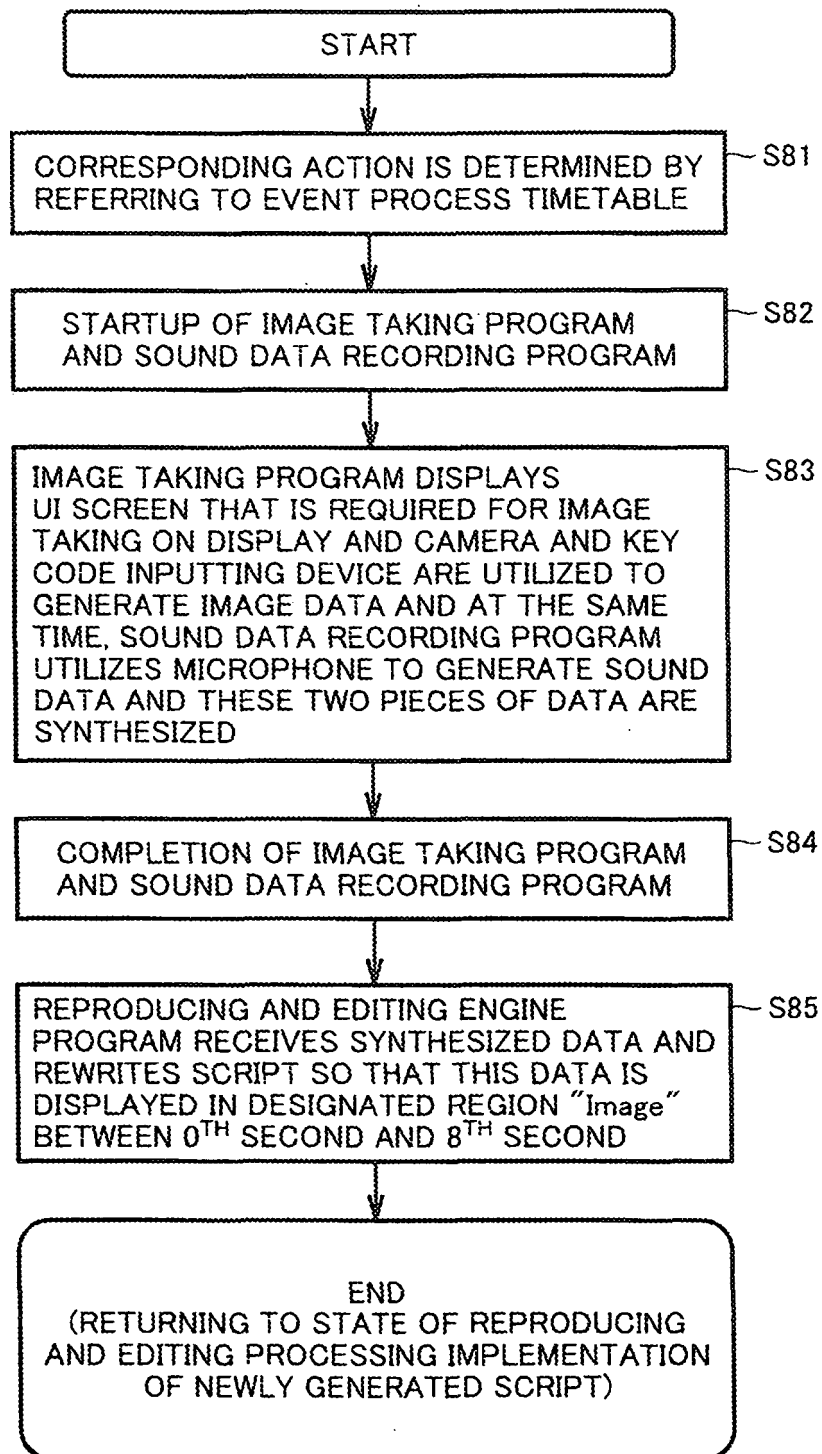 START
CORRESPONDING ACTION IS DETERMINED BY
REFERRING TO EVENT PROCESS TIMETABLE
S81
STARTUP OF IMAGE TAKING PROGRAM
AND SOUND DATA RECORDING PROGRAM
S82
IMAGE TAKING PROGRAM DISPLAYS
UI SCREEN THAT IS REQUIRED FOR IMAGE
TAKING ON DISPLAY AND CAMERA AND KEY
CODE INPUTTING DEVICE ARE UTILIZED TO
GENERATE IMAGE DATA AND AT THE SAME
TIME, SOUND DATA RECORDING PROGRAM
UTILIZES MICROPHONE TO GENERATE SOUND
DATA AND THESE TWO PIECES OF DATA ARE
SYNTHESIZED
S83
COMPLETION OF IMAGE TAKING PROGRAM
AND SOUND DATA RECORDING PROGRAM
S84
REPRODUCING AND EDITING ENGINE
PROGRAM RECEIVES SYNTHESIZED DATA AND
REWRITES SCRIPT SO THAT THIS DATA IS
DISPLAYED IN DESIGNATED REGION "Image"
BETWEEN 0TH SECOND AND 8TH SECOND
S85
END
(RETURNING TO STATE OF REPRODUCING
AND EDITING PROCESSING IMPLEMENTATION
OF NEWLY GENERATED SCRIPT)